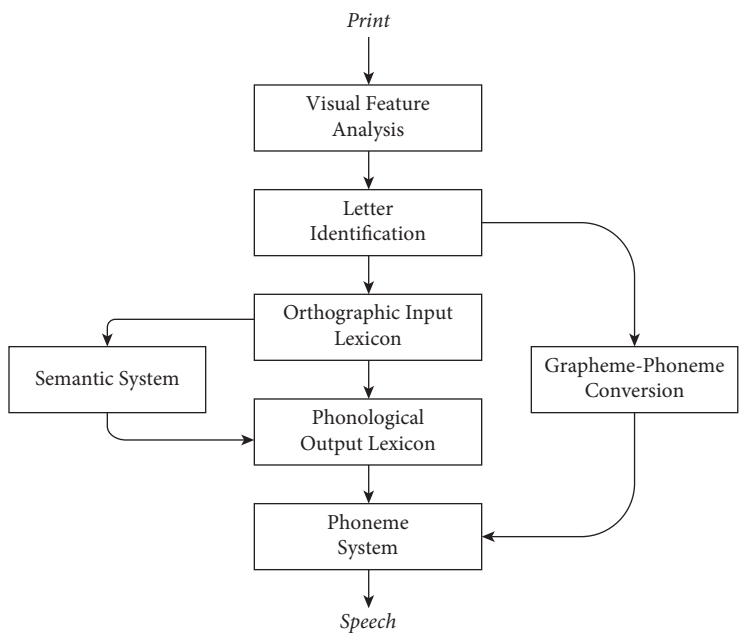 Print
Visual Feature
Analysis
Letter
Identification
Orthographic Input
Lexicon
Semantic System
Grapheme-Phoneme
Conversion
Phonological
Output Lexicon
Phoneme
System
Speech